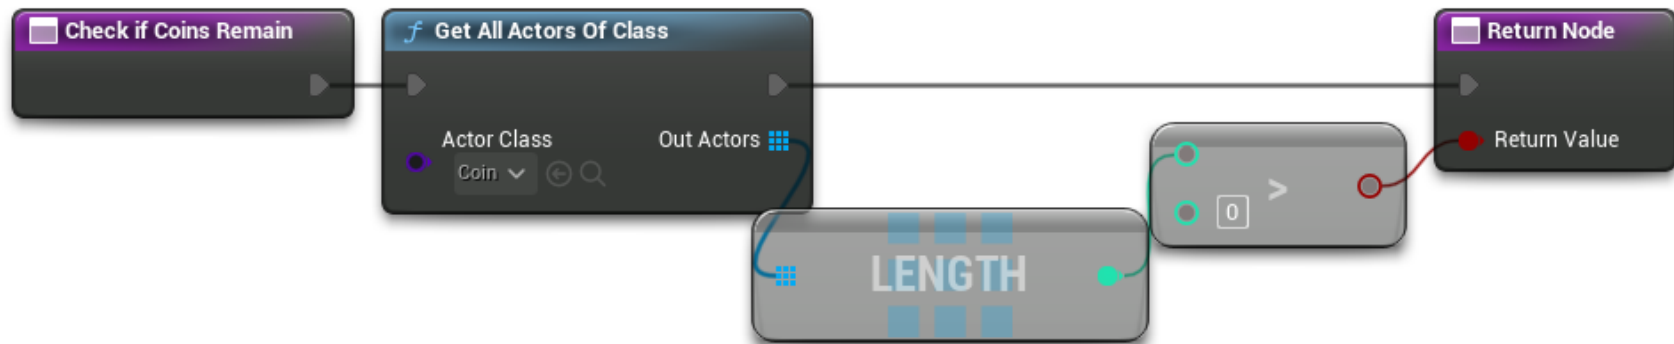 Check if Coins Remain
Get All Actors Of Class
Actor Class
Coin
Out Actors
LENGTH
0
>
Return Node
Return Value